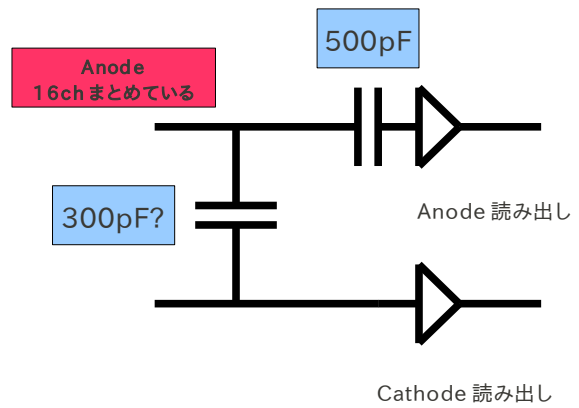 500pF
Anode
16chまとめている
300pF?
Anode 読み出し
Cathode 読み出し